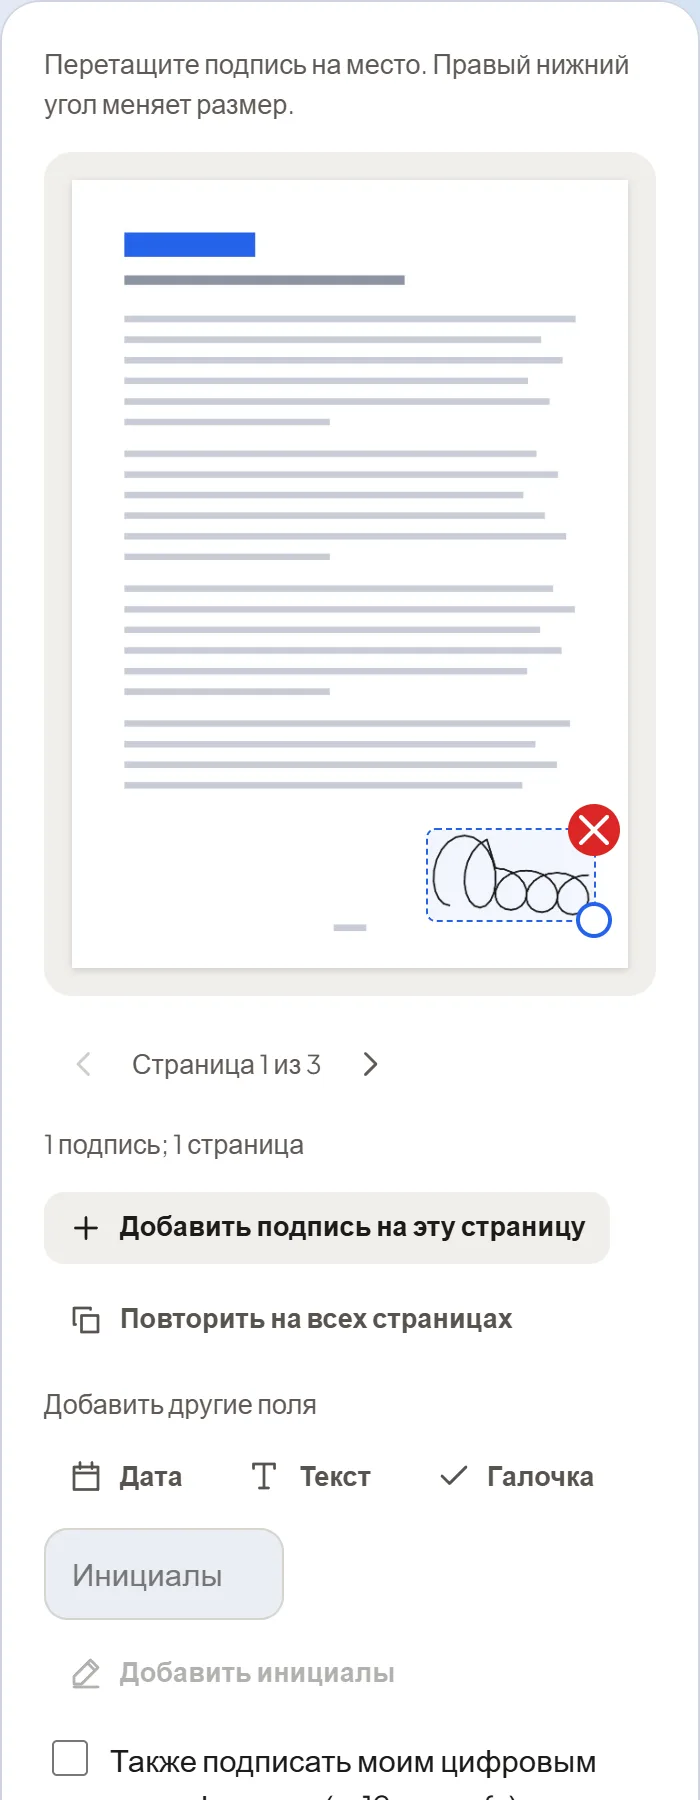 Перетащите подпись на место. Правый нижний
угол меняет размер.
Страница 1 из 3
1 подпись; 1 страница
Добавить подпись на эту страницу
Повторить на всех страницах
Добавить другие поля
Дата Текст Галочка
Инициалы
Добавить инициалы
Также подписать моим цифровым